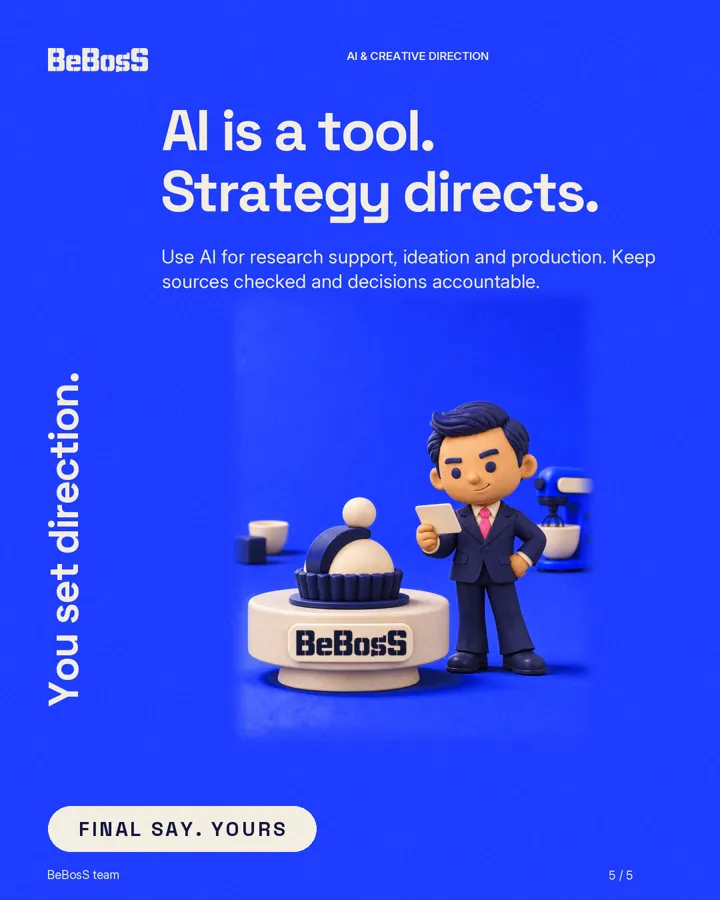 BeBosS
AI & CREATIVE DIRECTION
AI is a tool.
Strategy directs.
Use AI for research support, ideation and production. Keep
sources checked and decisions accountable.
You set direction.
BeBosS
FINAL SAY. YOURS
BeBosS team
5 / 5